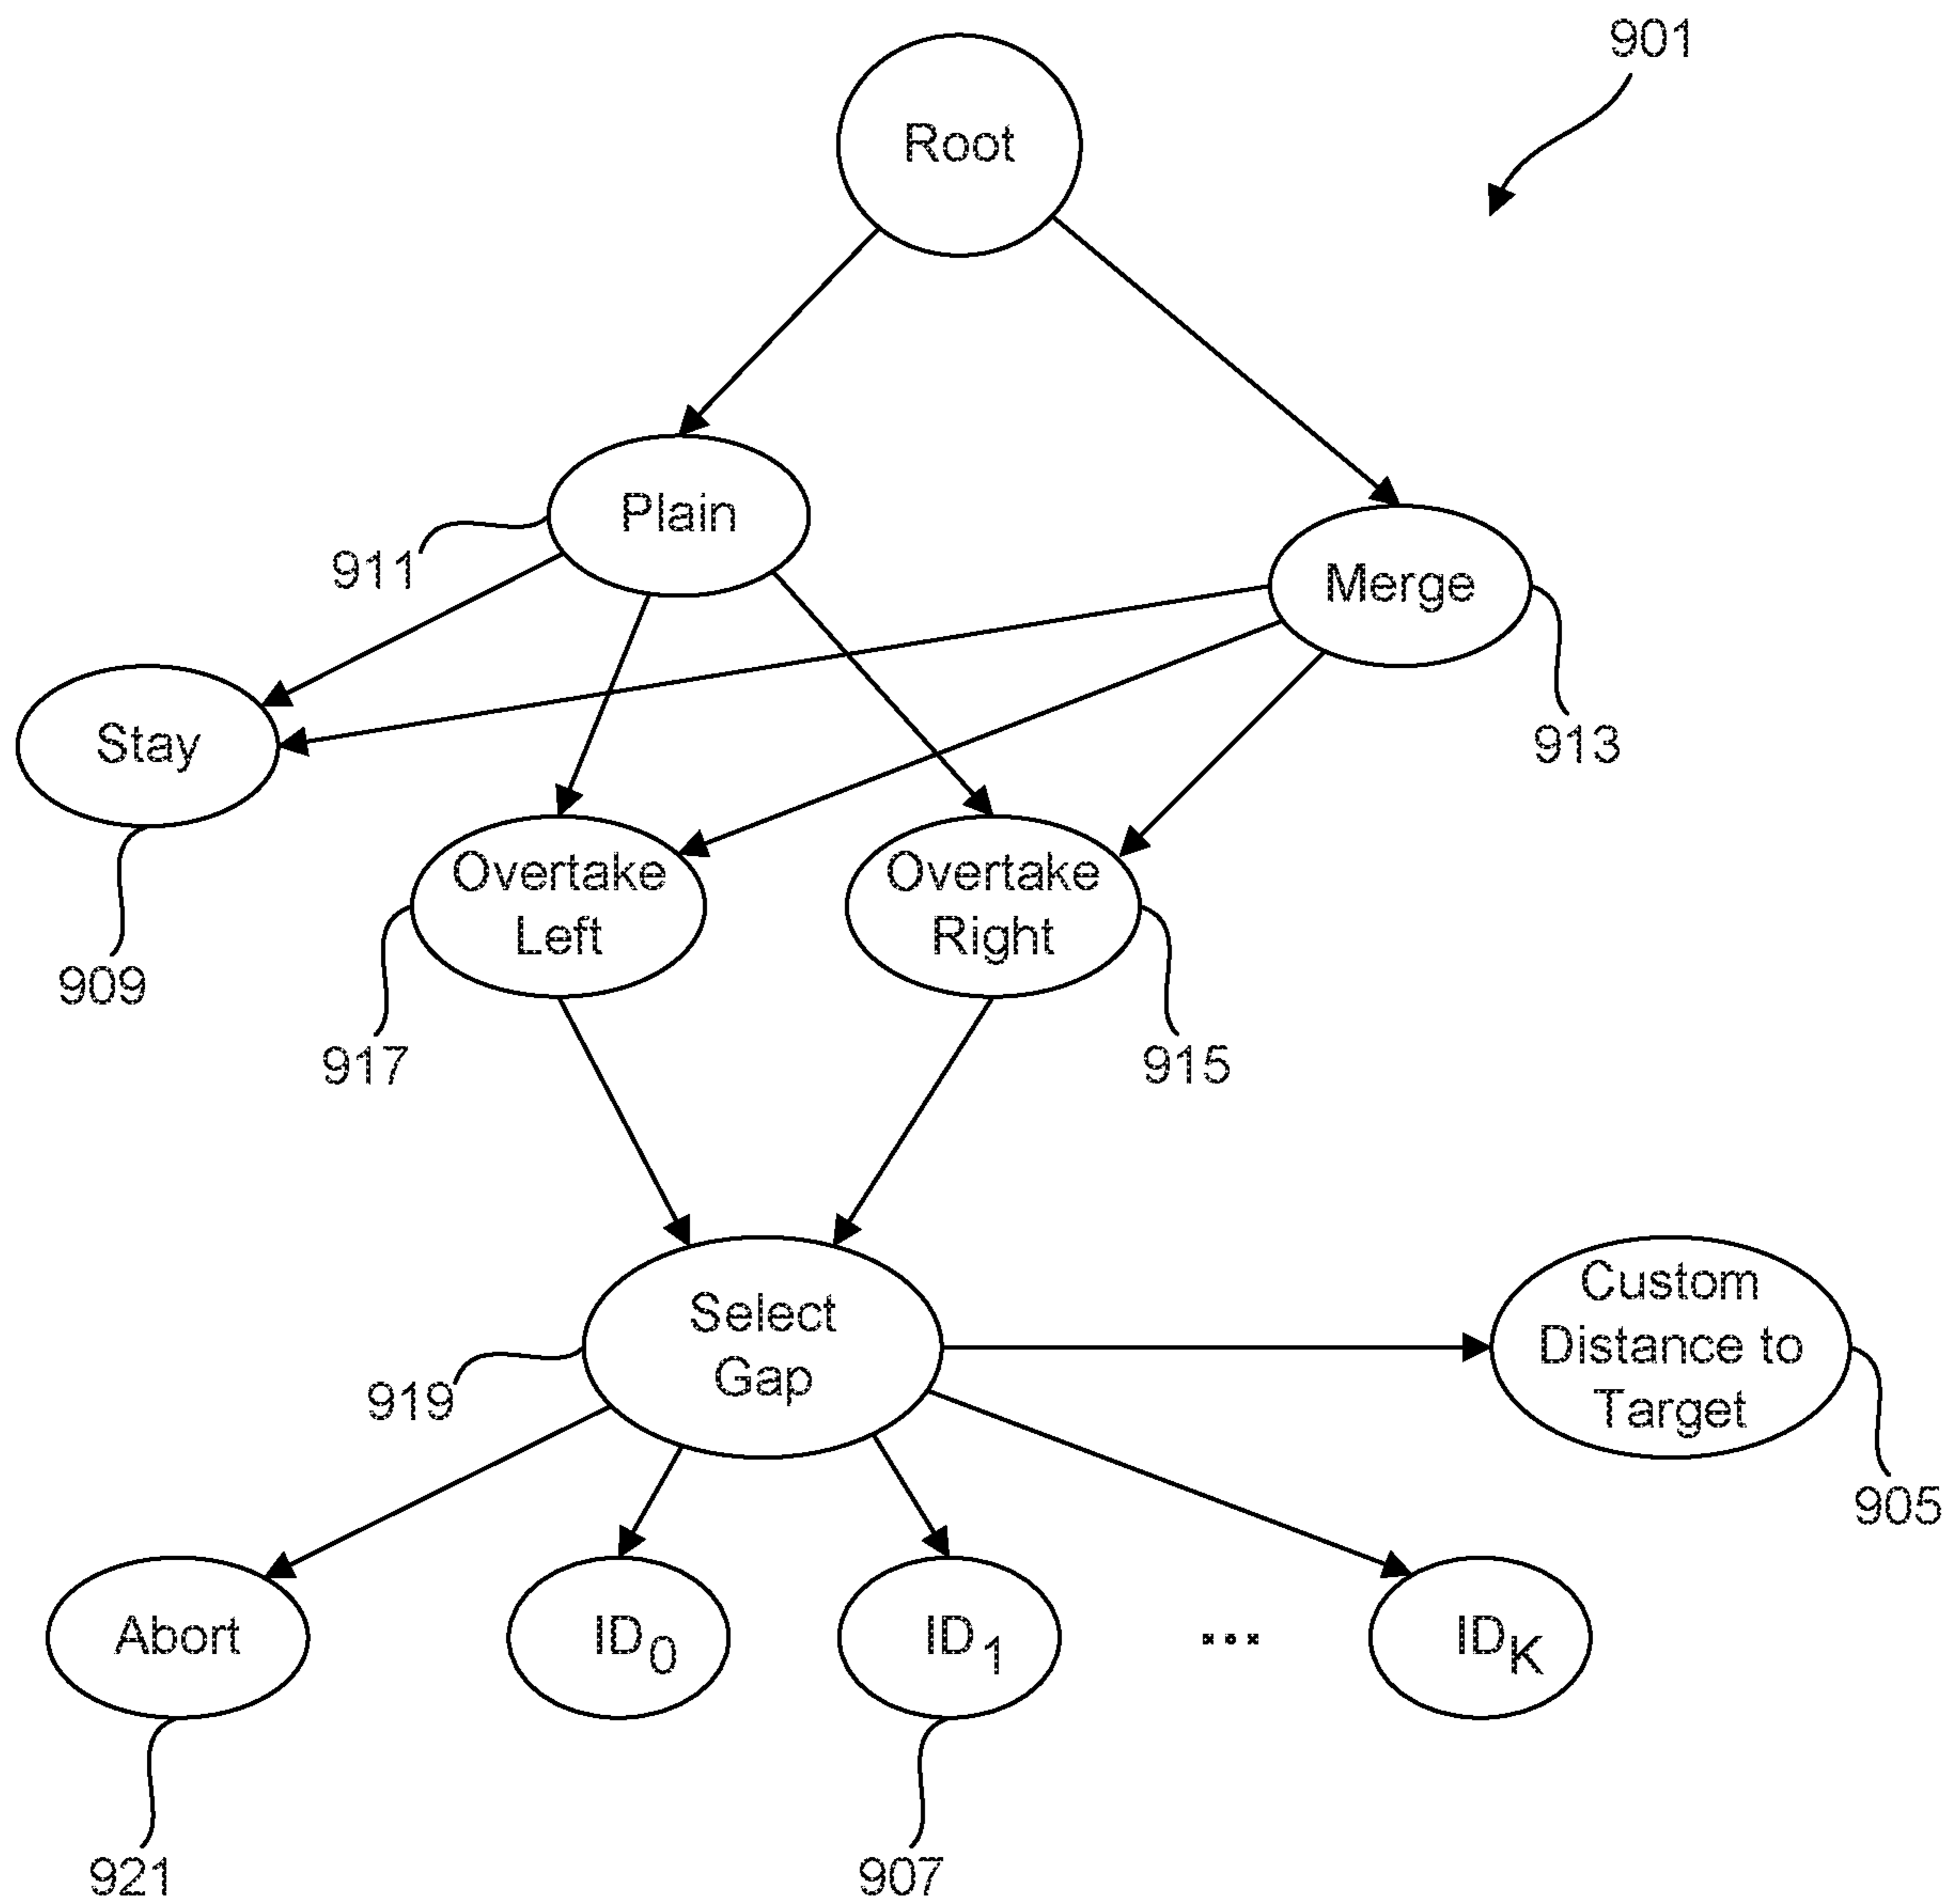 901
Root
Plain
911
Merge
913
Stay
909
Overtake
Left
917
Overtake
Right
915
Select
Gap
919
Custom
Distance to
Target
905
Abort
ID0
ID1
...
IDK
921
907